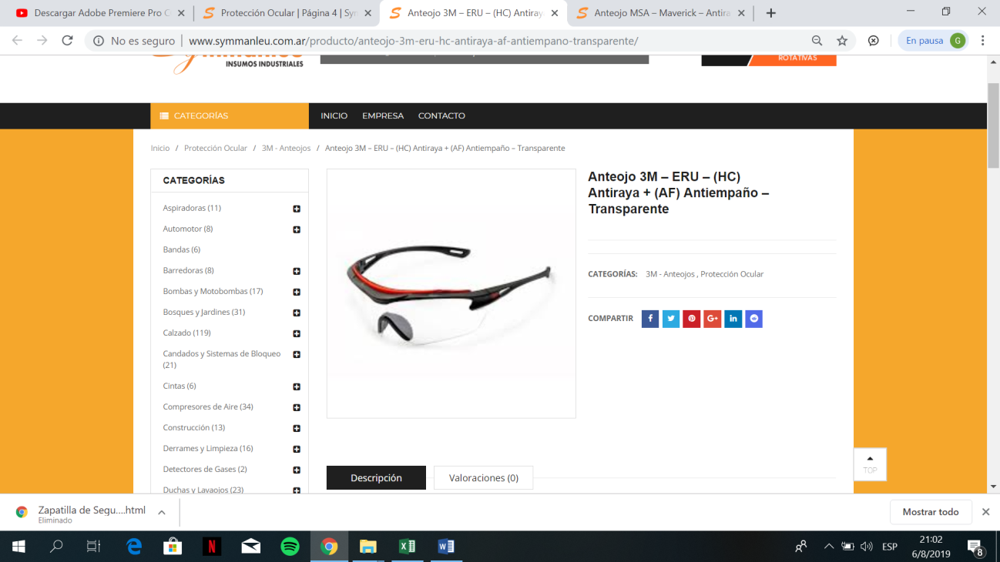 Descargar Adobe Premiere Pro C
Protección Ocular | Página 4 | Syn
Anteojo 3M – ERU – (HC) Antiray
Anteojo MSA – Maverick – Antira
No es seguro | www.symmanleu.com.ar/producto/anteojo-3m-eru-hc-antiraya-af-antiempano-transparente/
En pausa
G
INSUMOS INDUSTRIALES
ROTATIVAS
CATEGORÍAS
INICIO EMPRESA CONTACTO
Inicio / Protección Ocular / 3M - Anteojos / Anteojo 3M – ERU – (HC) Antiraya + (AF) Antiempaño – Transparente
CATEGORÍAS
Aspiradoras (11)
Automotor (8)
Bandas (6)
Barredoras (8)
Bombas y Motobombas (17)
Bosques y Jardines (31)
Calzado (119)
Candados y Sistemas de Bloqueo
(21)
Cintas (6)
Compresores de Aire (34)
Construcción (13)
Derrames y Limpieza (16)
Detectores de Gases (2)
Duchas y Lavaojos (23)
Anteojo 3M – ERU – (HC)
Antiraya + (AF) Antiempaño –
Transparente
CATEGORÍAS: 3M - Anteojos , Protección Ocular
COMPARTIR
Descripción
Valoraciones (0)
TOP
Zapatilla de Segu....html
Eliminado
Mostrar todo
ESP
21:02
6/8/2019
8